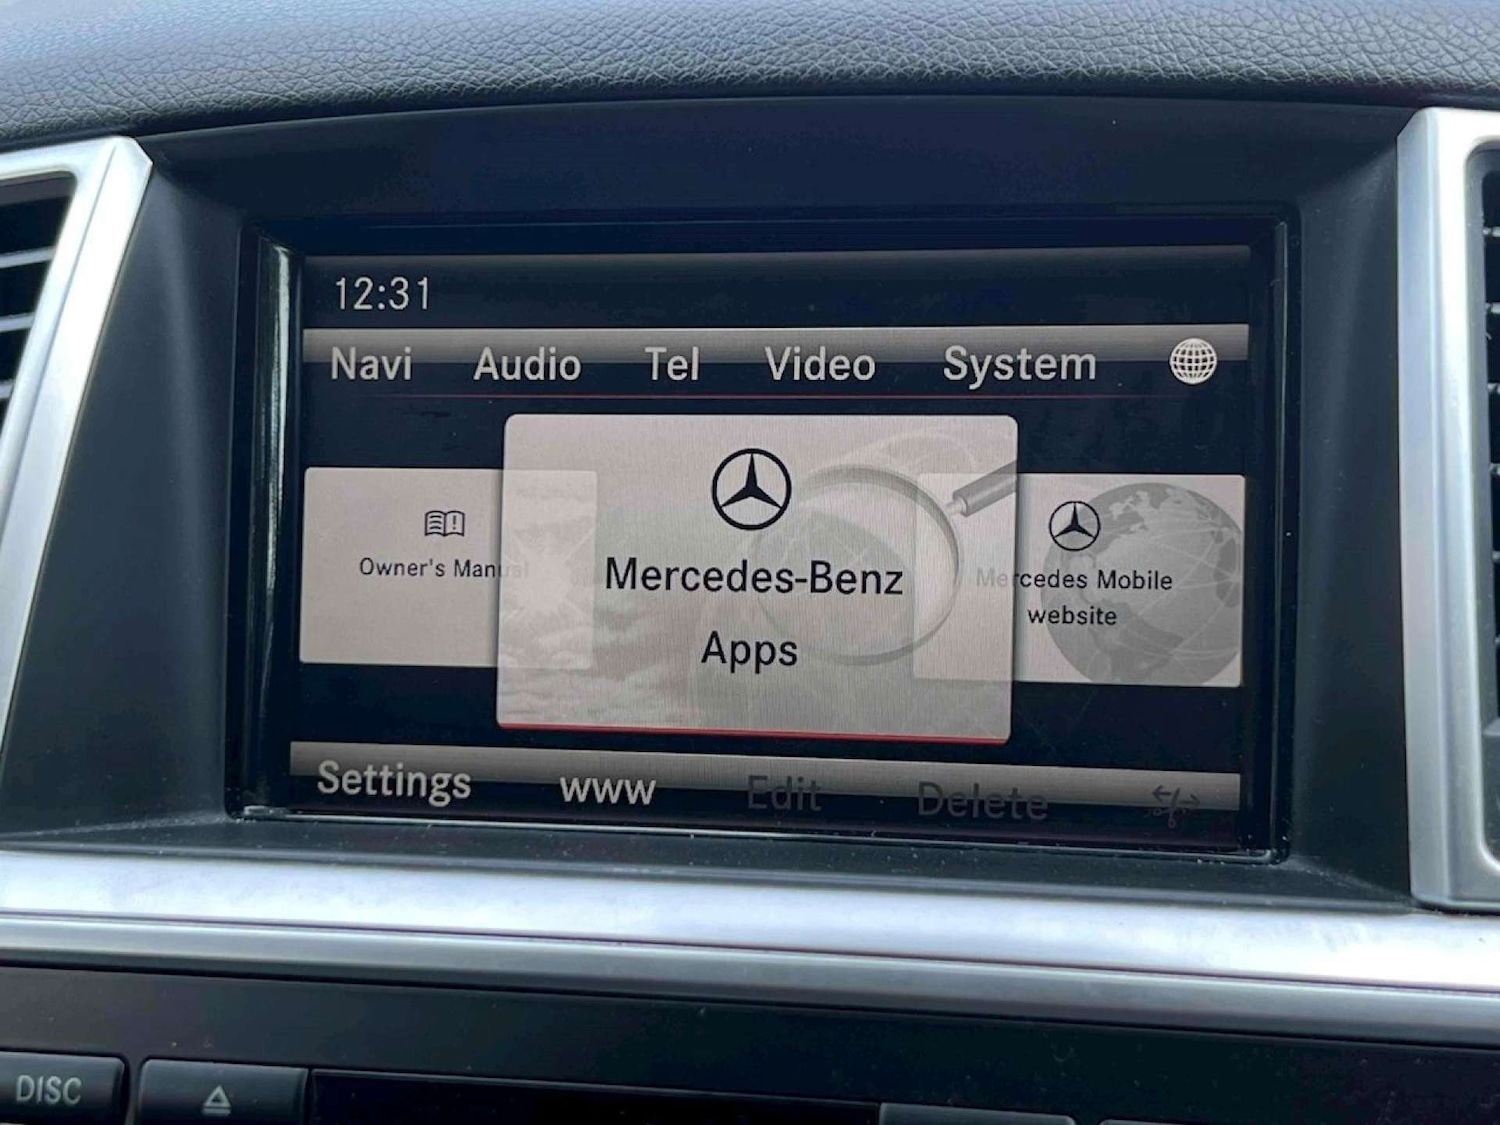 12:31
Navi Audio Tel Video System
Owner's Manual
Mercedes-Benz
Apps
Mercedes Mobile
website
Settings www Edit Delete
DISC